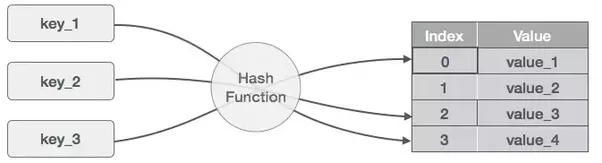 key_1
key_2
key_3
Hash
Function
Index Value
0 value_1
1 value_2
2 value_3
3 value_4